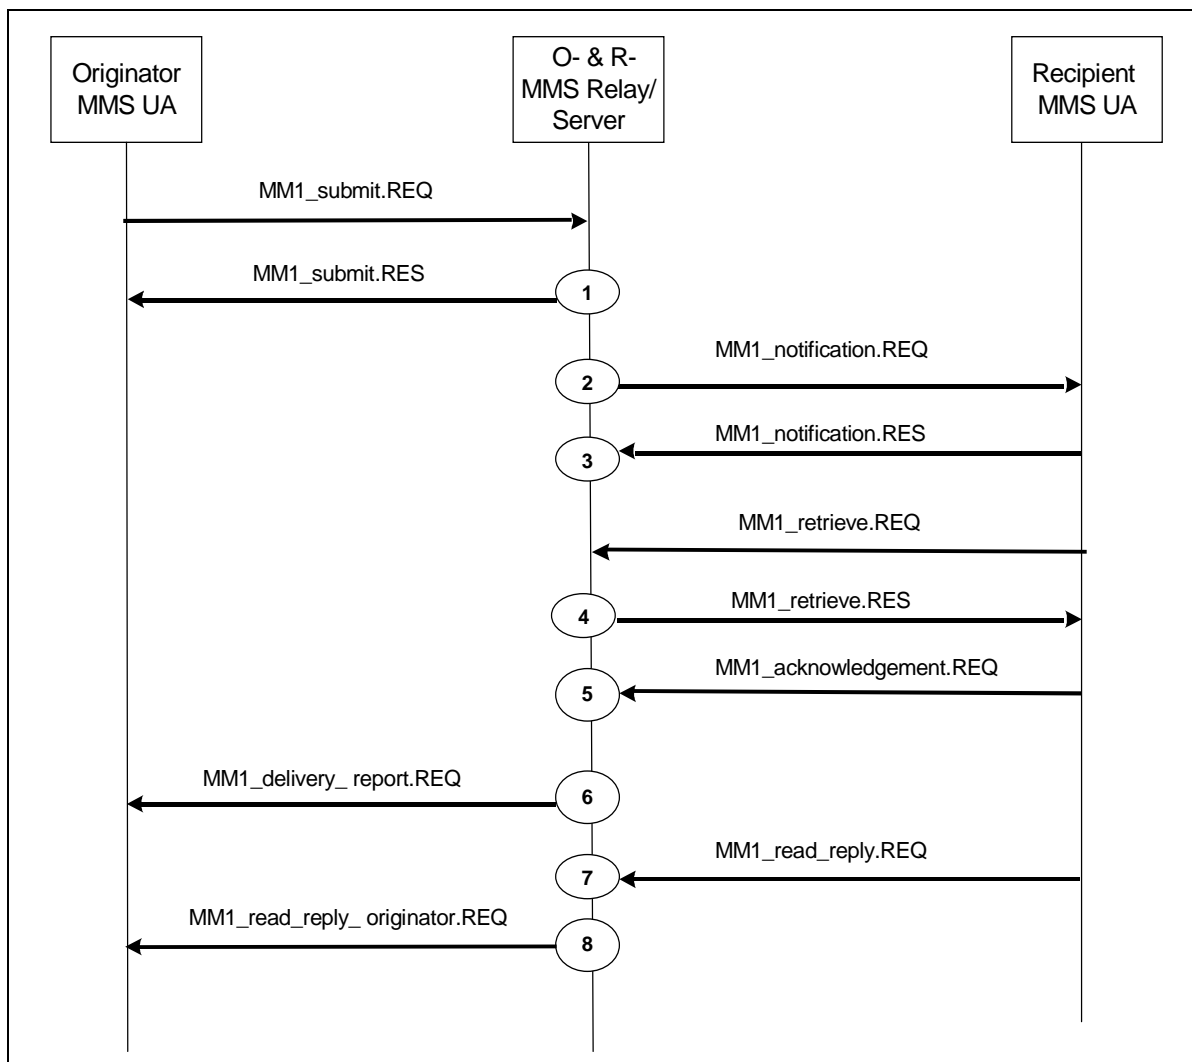 Originator
MMS UA
O- & R-
MMS Relay/
Server
Recipient
MMS UA
MM1_submit.REQ
MM1_submit.RES
1
MM1_notification.REQ
2
MM1_notification.RES
3
MM1_retrieve.REQ
MM1_retrieve.RES
4
MM1_acknowledgement.REQ
5
MM1_delivery_ report.REQ
6
MM1_read_reply.REQ
7
MM1_read_reply_ originator.REQ
8